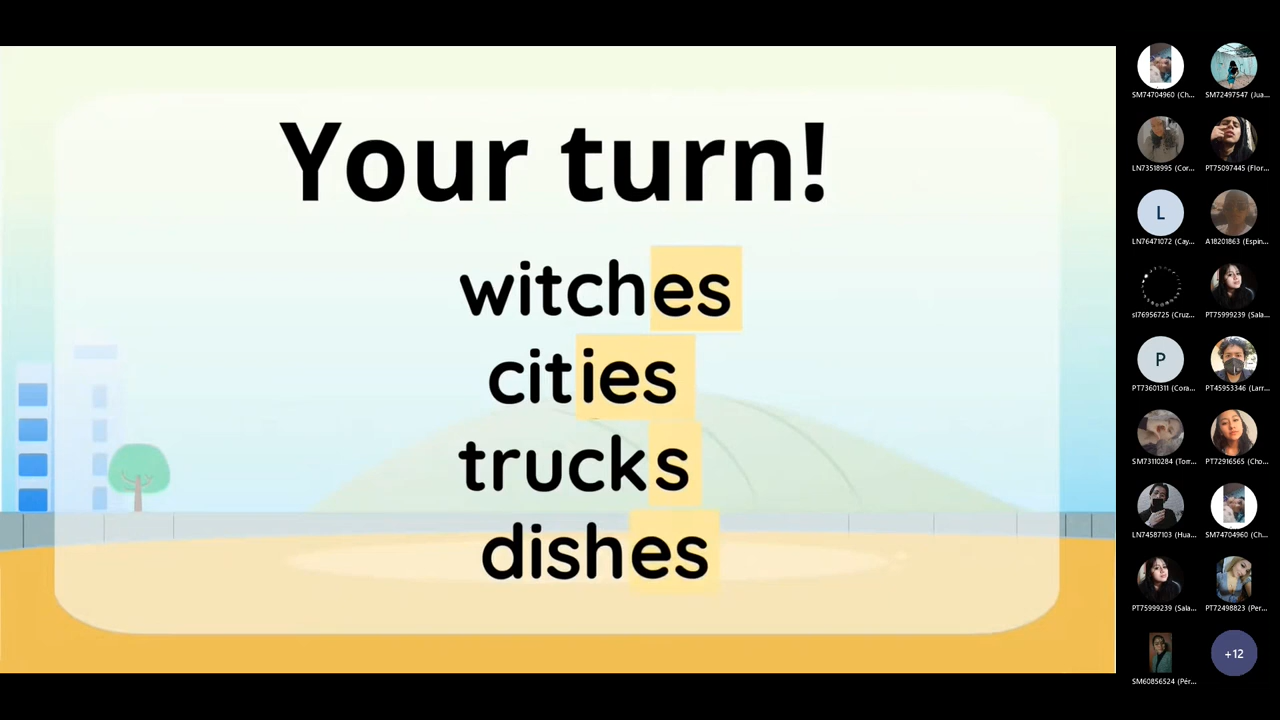 Your turn!
witches
cities
trucks
dishes
SM74704960 (Ch...
SM72497547 (Jua...
LN73518995 (Cor...
PT75097445 (Flor...
L
LN76471072 (Cay...
A18201863 (Espin...
sl76956725 (Cruz...
PT75999239 (Sala...
P
PT73601311 (Cora...
PT45953346 (Larr...
SM73110284 (Torr...
PT72916565 (Cho...
LN74587103 (Hua...
SM74704960 (Ch...
PT75999239 (Sala...
PT72498823 (Per...
SM60856524 (Pér...
+12